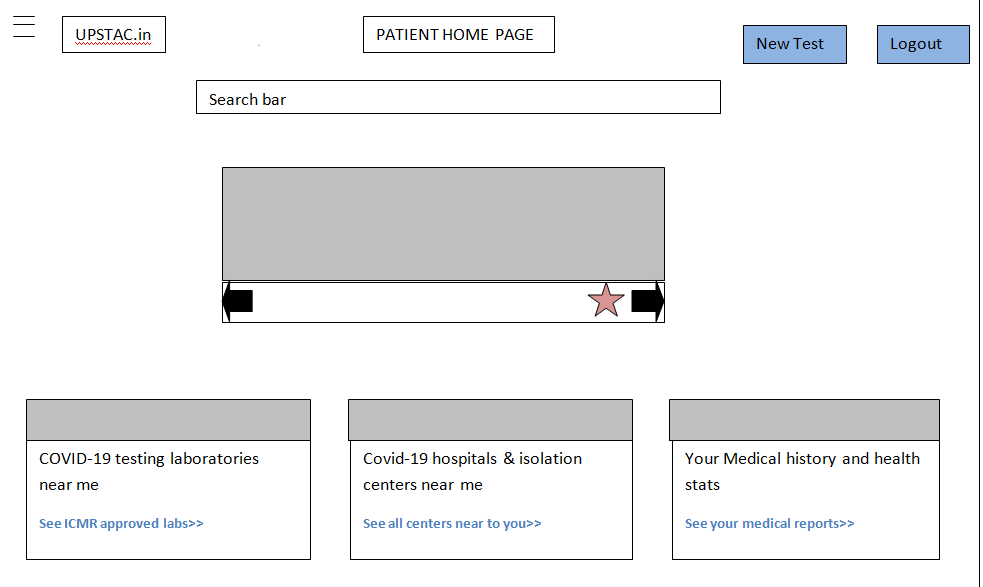 UPSTAC.in
PATIENT HOME PAGE
New Test
Logout
Search bar
COVID-19 testing laboratories
near me
See ICMR approved labs>>
Covid-19 hospitals & isolation
centers near me
See all centers near to you>>
Your Medical history and health
stats
See your medical reports>>